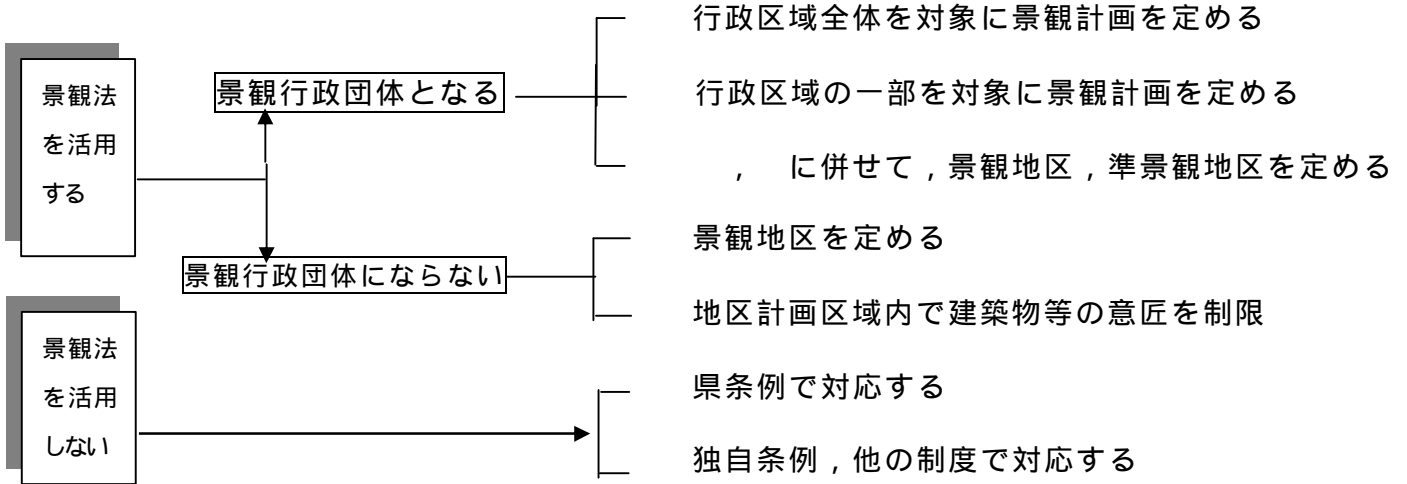 景観法
を活用
する
景観行政団体となる
行政区域全体を対象に景観計画を定める
行政区域の一部を対象に景観計画を定める
，　に併せて，景観地区，準景観地区を定める
景観行政団体にならない
景観地区を定める
地区計画区域内で建築物等の意匠を制限
景観法
を活用
しない
県条例で対応する
独自条例，他の制度で対応する